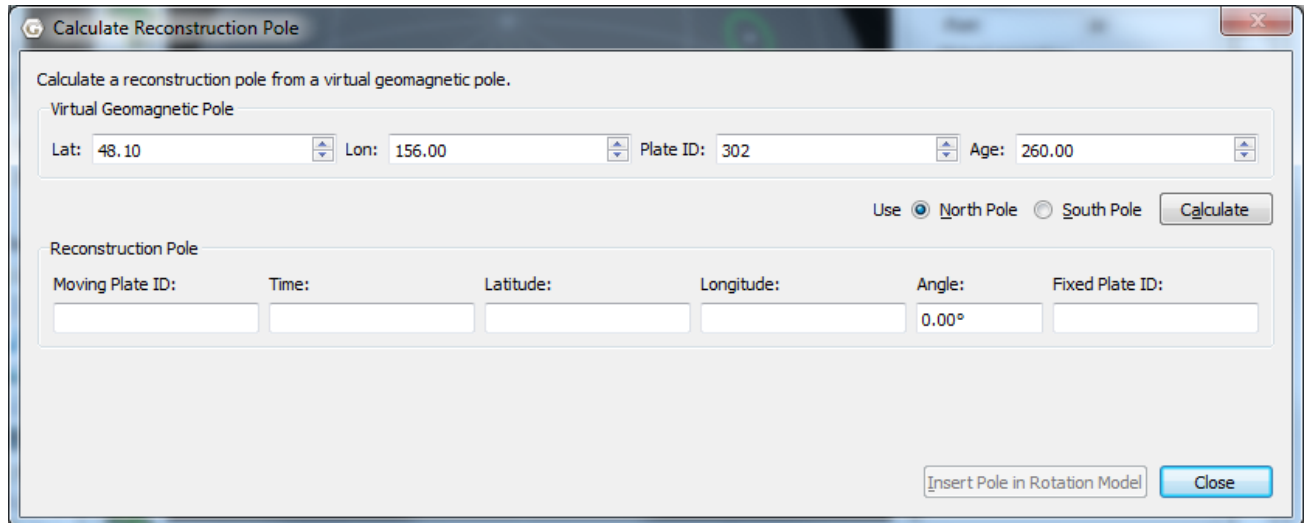 Calculate Reconstruction Pole
Calculate a reconstruction pole from a virtual geomagnetic pole.
Virtual Geomagnetic Pole
Lat: 48.10 Lon: 156.00 Plate ID: 302 Age: 260.00
Use North Pole South Pole Calculate
Reconstruction Pole
Moving Plate ID: Time: Latitude: Longitude: Angle: Fixed Plate ID:
0.00°
Insert Pole in Rotation Model Close